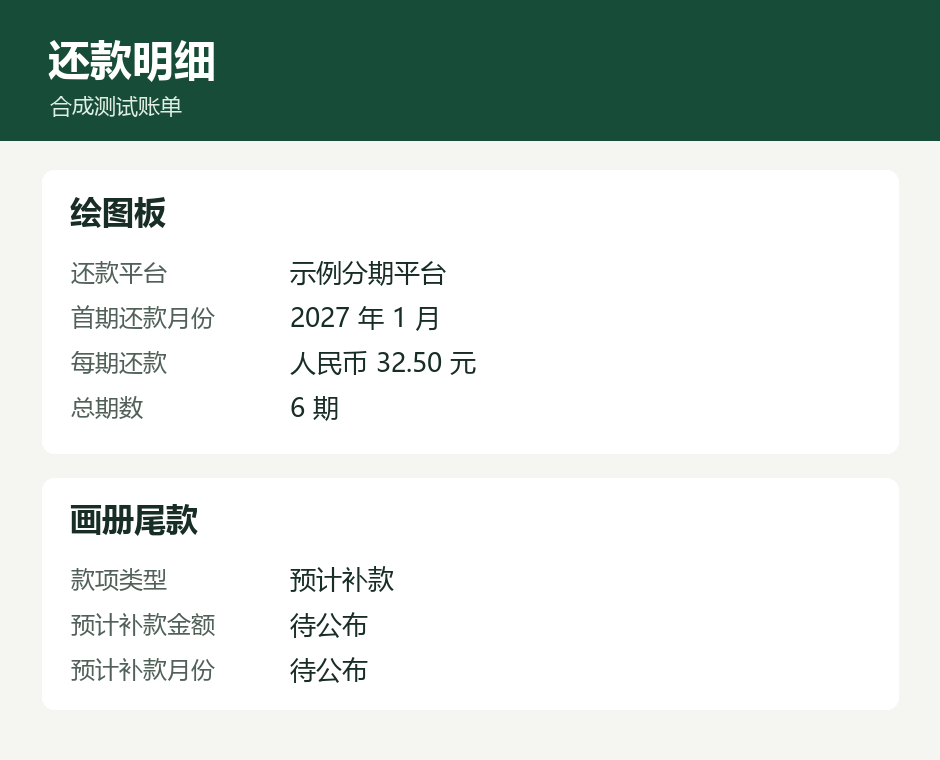 还款明细
合成测试账单
绘图板
还款平台 示例分期平台
首期还款月份 2027 年 1 月
每期还款 人民币 32.50 元
总期数 6 期
画册尾款
款项类型 预计补款
预计补款金额 待公布
预计补款月份 待公布